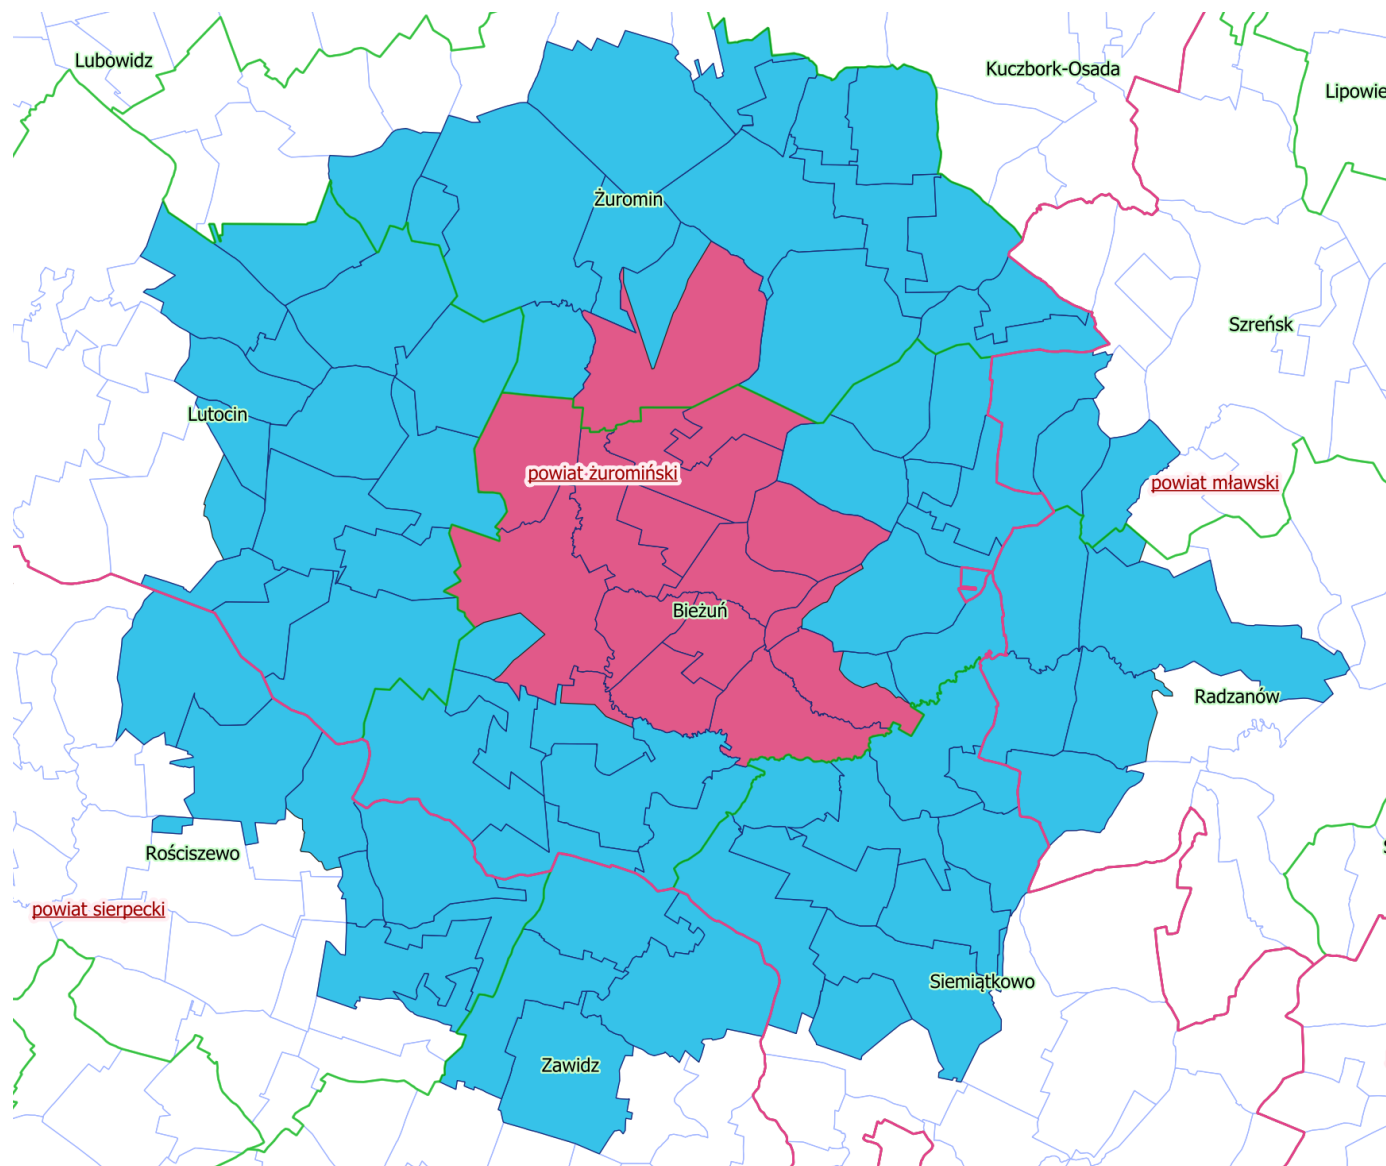 Lubowidz
Kuczbork-Osada
Lipowie
Żuromin
Szreńsk
Lutocin
powiat żuromiński
powiat mławski
Bieżuń
Radzanów
Rościszewo
powiat sierpecki
Siemiątkowo
Zawidz